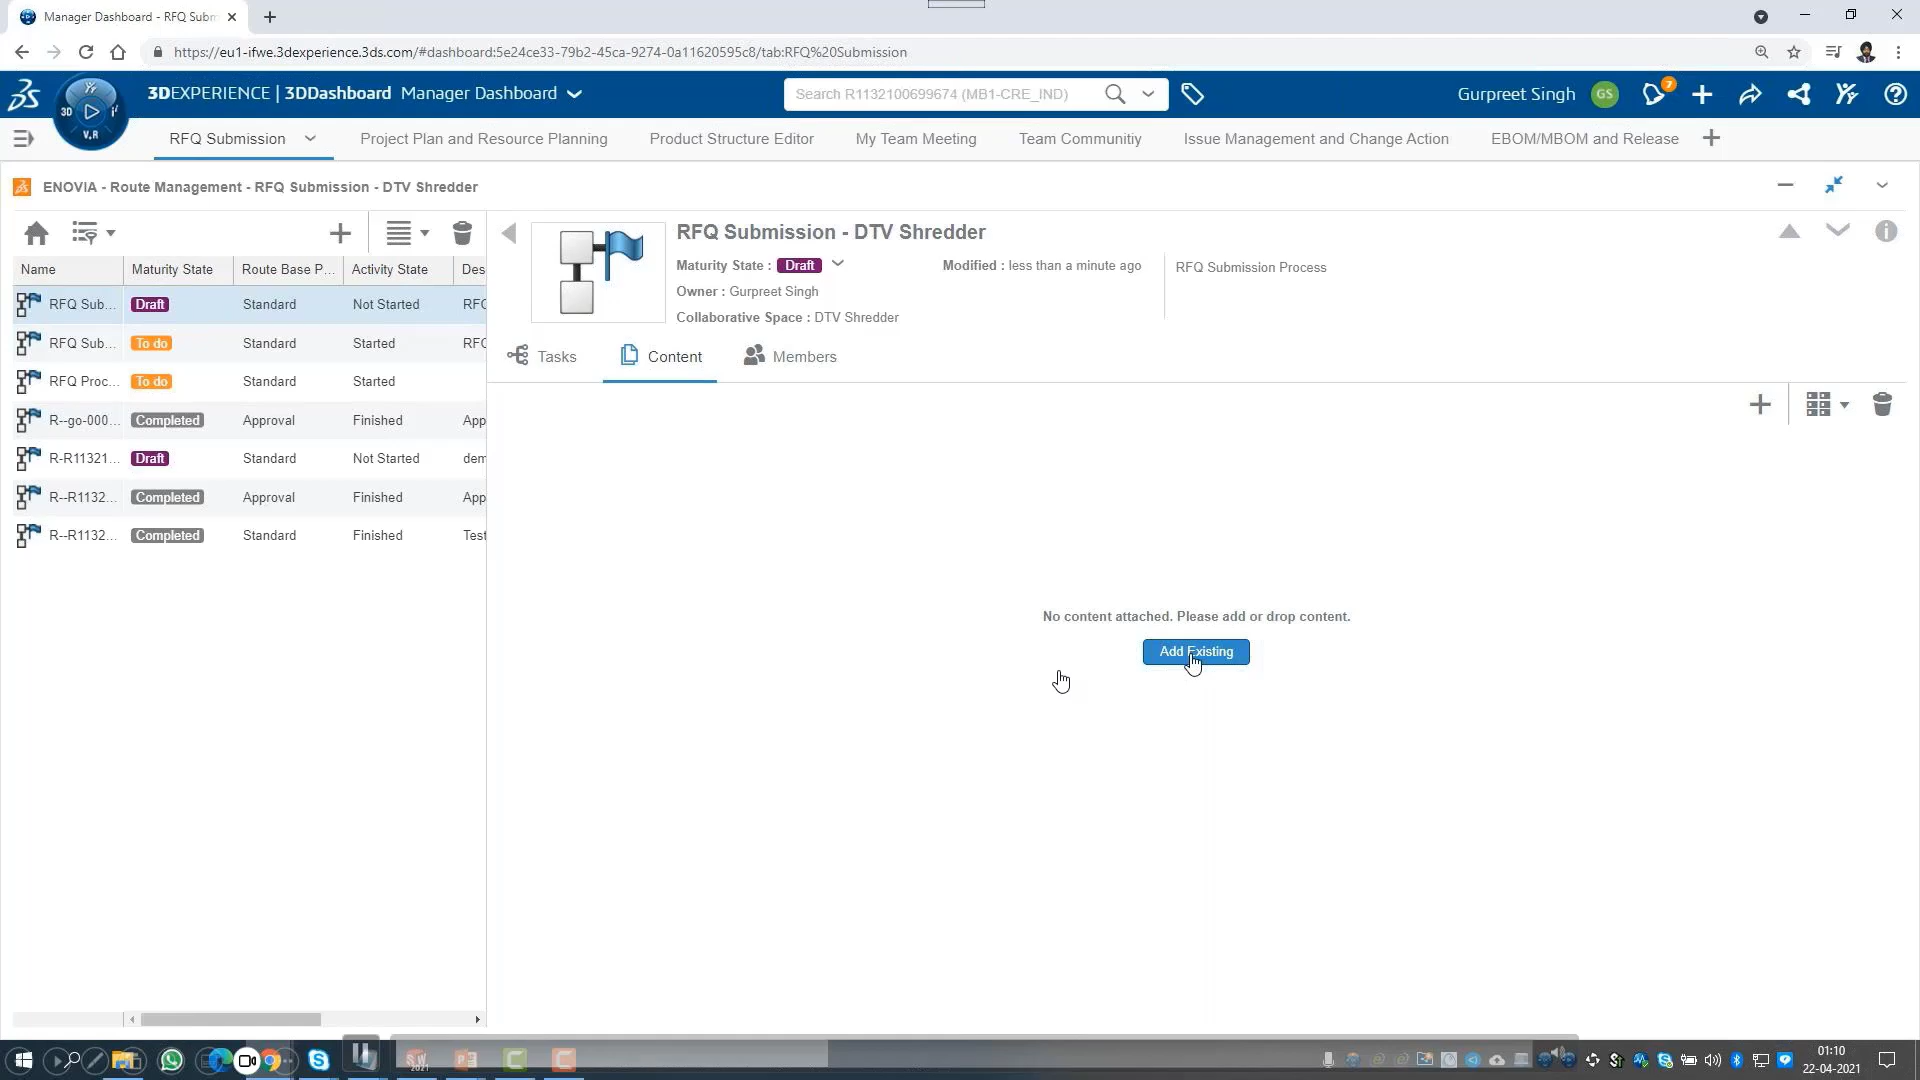 Manager Dashboard - RFQ Subm
https://eu1-ifwe.3dexperience.3ds.com/#dashboard:5e24ce33-79b2-45ca-9274-0a11620595c8/tab:RFQ%20Submission
3DEXPERIENCE | 3DDashboard Manager Dashboard
Search R1132100699674 (MB1-CRE_IND)
Gurpreet Singh GS 7
3D V.R
RFQ Submission Project Plan and Resource Planning Product Structure Editor My Team Meeting Team Communitiy Issue Management and Change Action EBOM/MBOM and Release
ENOVIA - Route Management - RFQ Submission - DTV Shredder
Name Maturity State Route Base P... Activity State Des
RFQ Sub... Draft Standard Not Started RFQ
RFQ Sub... To do Standard Started RFQ
RFQ Proc... To do Standard Started
R--go-000... Completed Approval Finished App
R-R11321... Draft Standard Not Started dem
R--R1132... Completed Approval Finished App
R--R1132... Completed Standard Finished Test
RFQ Submission - DTV Shredder
Maturity State : Draft Modified : less than a minute ago RFQ Submission Process
Owner : Gurpreet Singh
Collaborative Space : DTV Shredder
Tasks Content Members
No content attached. Please add or drop content.
Add Existing
01:10
22-04-2021